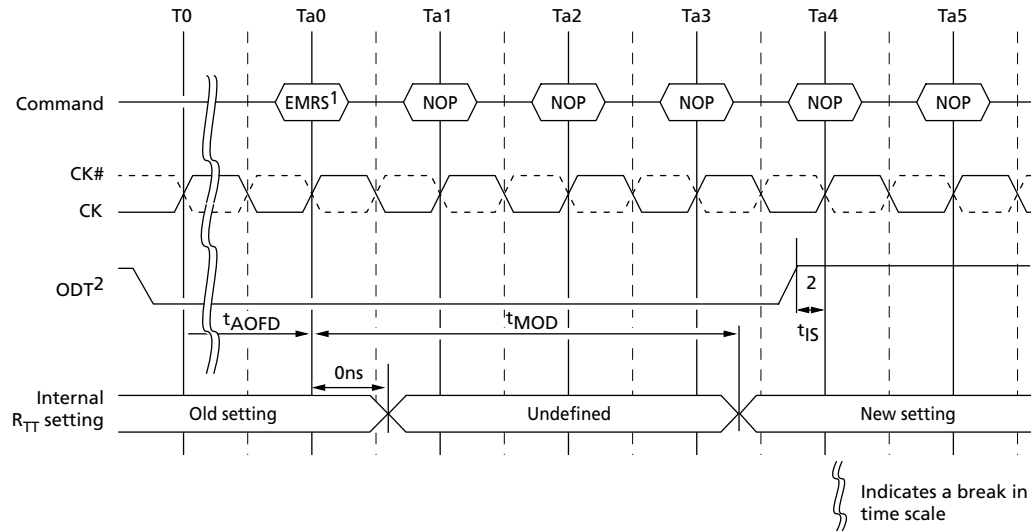 T0 Ta0 Ta1 Ta2 Ta3 Ta4 Ta5
Command EMRS1 NOP NOP NOP NOP NOP
CK#
CK
ODT2
2
tAOFD tMOD tIS
0ns
Internal
RTT setting
Old setting Undefined New setting
Indicates a break in
time scale